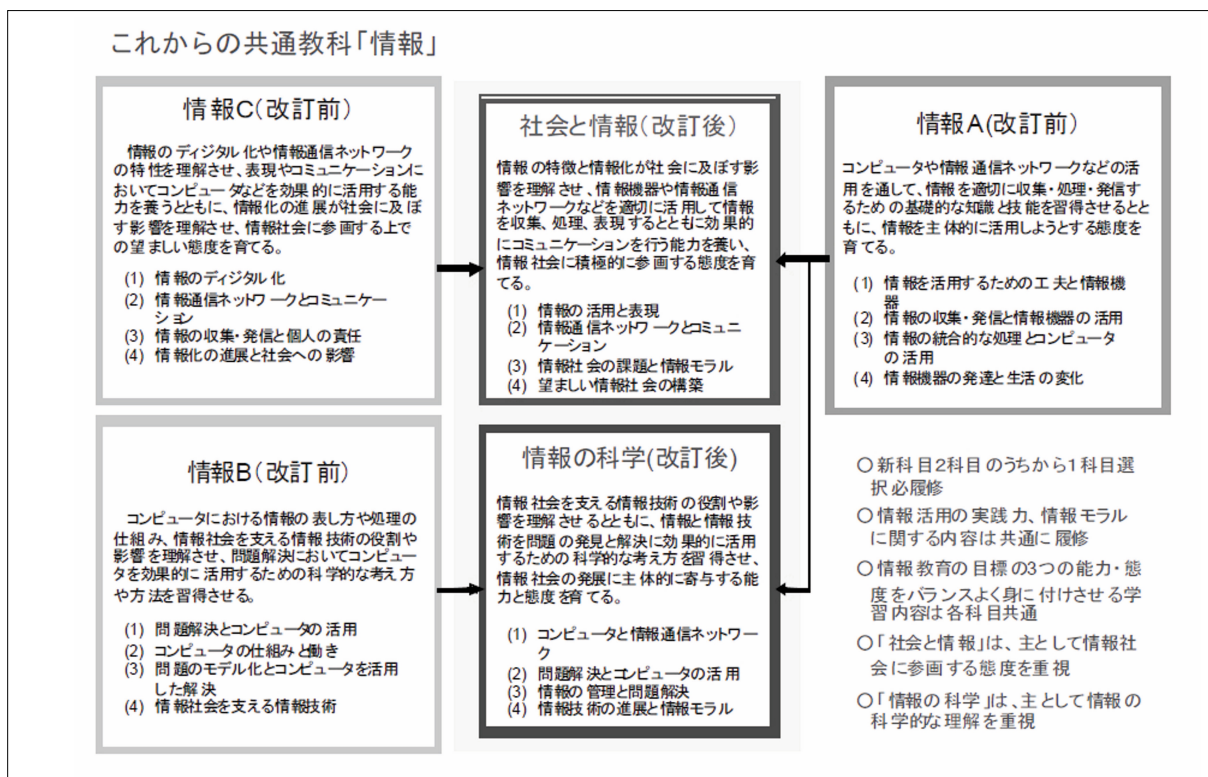 これからの共通教科「情報」
情報C(改訂前)
情報のディジタル化や情報通信ネットワーク
の特性を理解させ、表現やコミュニケーションに
おいてコンピュータなどを効果的に活用する能
力を養うとともに、情報化の進展が社会に及ぼ
す影響を理解させ、情報社会に参画する上で
の望ましい態度を育てる。
(1) 情報のディジタル化
(2) 情報通信ネットワークとコミュニケー
ション
(3) 情報の収集・発信と個人の責任
(4) 情報化の進展と社会への影響
情報B(改訂前)
コンピュータにおける情報の表し方や処理の
仕組み、情報社会を支える情報技術の役割や
影響を理解させ、問題解決においてコンピュー
タを効果的に活用するための科学的な考え方
や方法を習得させる。
(1) 問題解決とコンピュータの活用
(2) コンピュータの仕組みと働き
(3) 問題のモデル化とコンピュータを活用
した解決
(4) 情報社会を支える情報技術
社会と情報(改訂後)
情報の特徴と情報化が社会に及ぼす影
響を理解させ、情報機器や情報通信
ネットワークなどを適切に活用して情報
を収集、処理、表現するとともに効果的
にコミュニケーションを行う能力を養い、
情報社会に積極的に参画する態度を育
てる。
(1) 情報の活用と表現
(2) 情報通信ネットワークとコミュニ
ケーション
(3) 情報社会の課題と情報モラル
(4) 望ましい情報社会の構築
情報の科学(改訂後)
情報社会を支える情報技術の役割や影
響を理解させるとともに、情報と情報技
術を問題の発見と解決に効果的に活用
するための科学的な考え方を習得させ、
情報社会の発展に主体的に寄与する能
力と態度を育てる。
(1) コンピュータと情報通信ネットワー
ク
(2) 問題解決とコンピュータの活用
(3) 情報の管理と問題解決
(4) 情報技術の進展と情報モラル
情報A(改訂前)
コンピュータや情報通信ネットワークなどの活
用を通して、情報を適切に収集・処理・発信す
るための基礎的な知識と技能を習得させるとと
もに、情報を主体的に活用しようとする態度を
育てる。
(1) 情報を活用するための工夫と情報機
器
(2) 情報の収集・発信と情報機器の活用
(3) 情報の統合的な処理とコンピュータ
の活用
(4) 情報機器の発達と生活の変化
○新科目2科目のうちから1科目選
択必履修
○情報活用の実践力、情報モラル
に関する内容は共通に履修
○情報教育の目標の3つの能力・態
度をバランスよく身に付けさせる学
習内容は各科目共通
○「社会と情報」は、主として情報社
会に参画する態度を重視
○「情報の科学」は、主として情報の
科学的な理解を重視